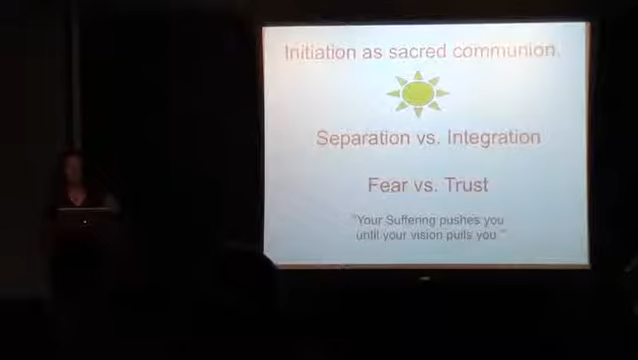 Initiation as sacred communion
Separation vs. Integration
Fear vs. Trust
"Your Suffering pushes you
until your vision pulls you "